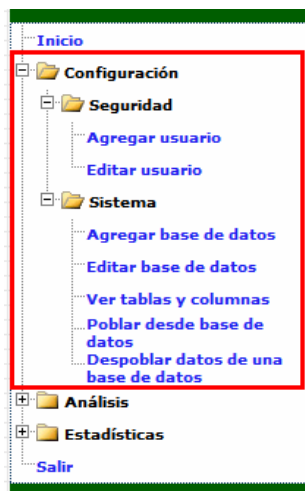 Inicio
Configuración
Seguridad
Agregar usuario
Editar usuario
Sistema
Agregar base de datos
Editar base de datos
Ver tablas y columnas
Poblar desde base de
datos
Despoblar datos de una
base de datos
Análisis
Estadísticas
Salir